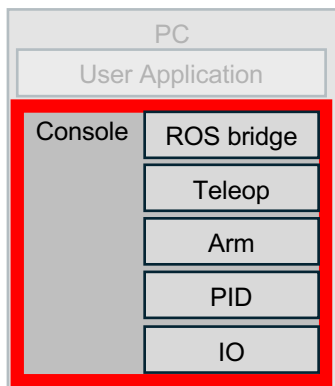 PC
User Application
Console
ROS bridge
Teleop
Arm
PID
IO